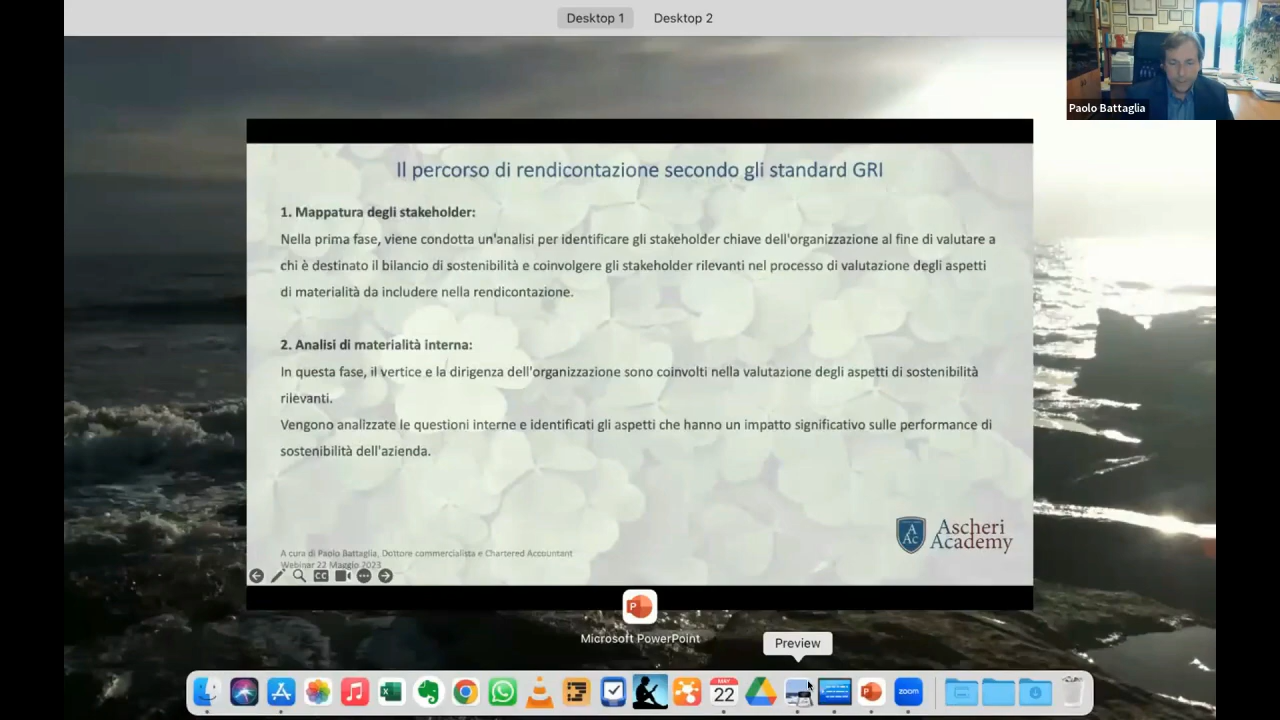 Desktop 1
Desktop 2
Paolo Battaglia
Il percorso di rendicontazione secondo gli standard GRI
1. Mappatura degli stakeholder:
Nella prima fase, viene condotta un'analisi per identificare gli stakeholder chiave dell'organizzazione al fine di valutare a
chi è destinato il bilancio di sostenibilità e coinvolgere gli stakeholder rilevanti nel processo di valutazione degli aspetti
di materialità da includere nella rendicontazione.
2. Analisi di materialità interna:
In questa fase, il vertice e la dirigenza dell'organizzazione sono coinvolti nella valutazione degli aspetti di sostenibilità
rilevanti.
Vengono analizzate le questioni interne e identificati gli aspetti che hanno un impatto significativo sulle performance di
sostenibilità dell'azienda.
A Ac
Ascheri
Academy
A cura di Paolo Battaglia, Dottore commercialista e Chartered Accountant
Webinar 22 Maggio 2023
CC
P
Microsoft PowerPoint
Preview
X
MAY
22
P
zoom